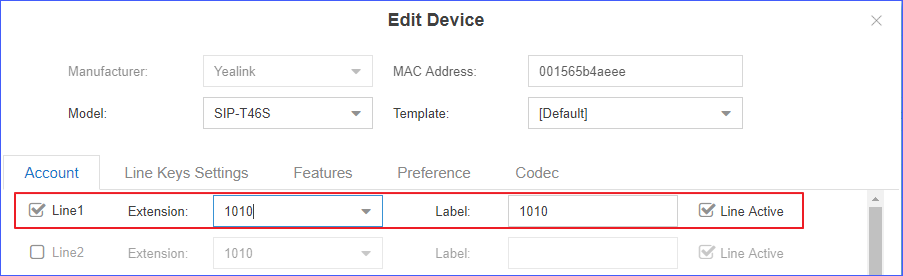 Edit Device
Manufacturer: Yealink MAC Address: 001565b4aeee
Model: SIP-T46S Template: [Default]
Account Line Keys Settings Features Preference Codec
Line1 Extension: 1010 Label: 1010 Line Active
Line2 Extension: 1010 Label: Line Active